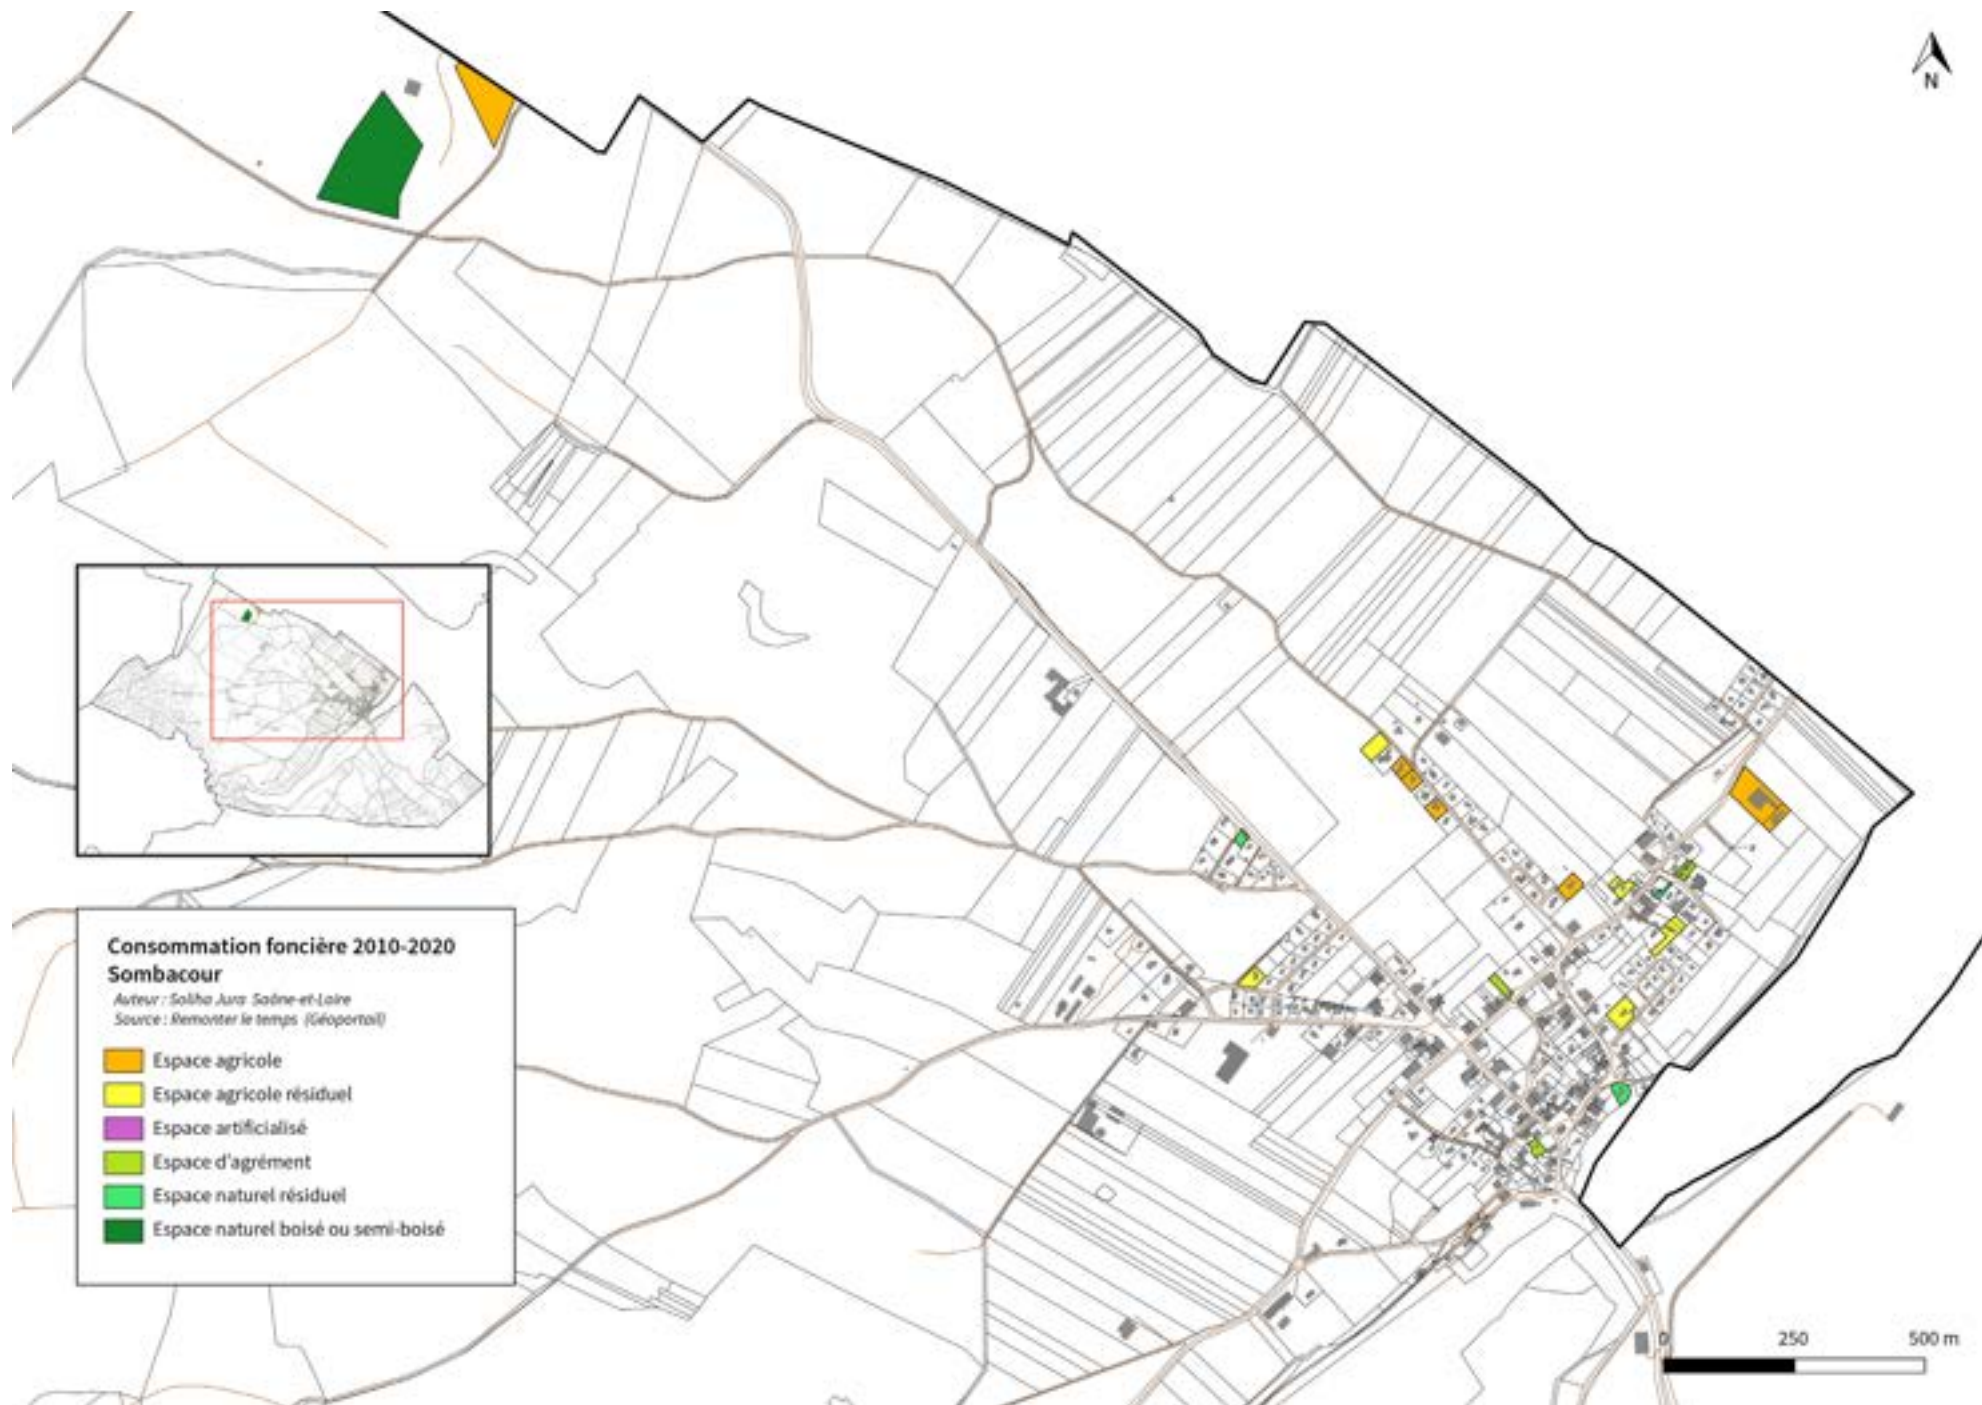 N
Consommation foncière 2010-2020
Sombacour
Auteur : Soliha Jura Saône-et-Loire
Source : Remonter le temps (Géoportail)
Espace agricole
Espace agricole résiduel
Espace artificialisé
Espace d'agrément
Espace naturel résiduel
Espace naturel boisé ou semi-boisé
0 250 500 m